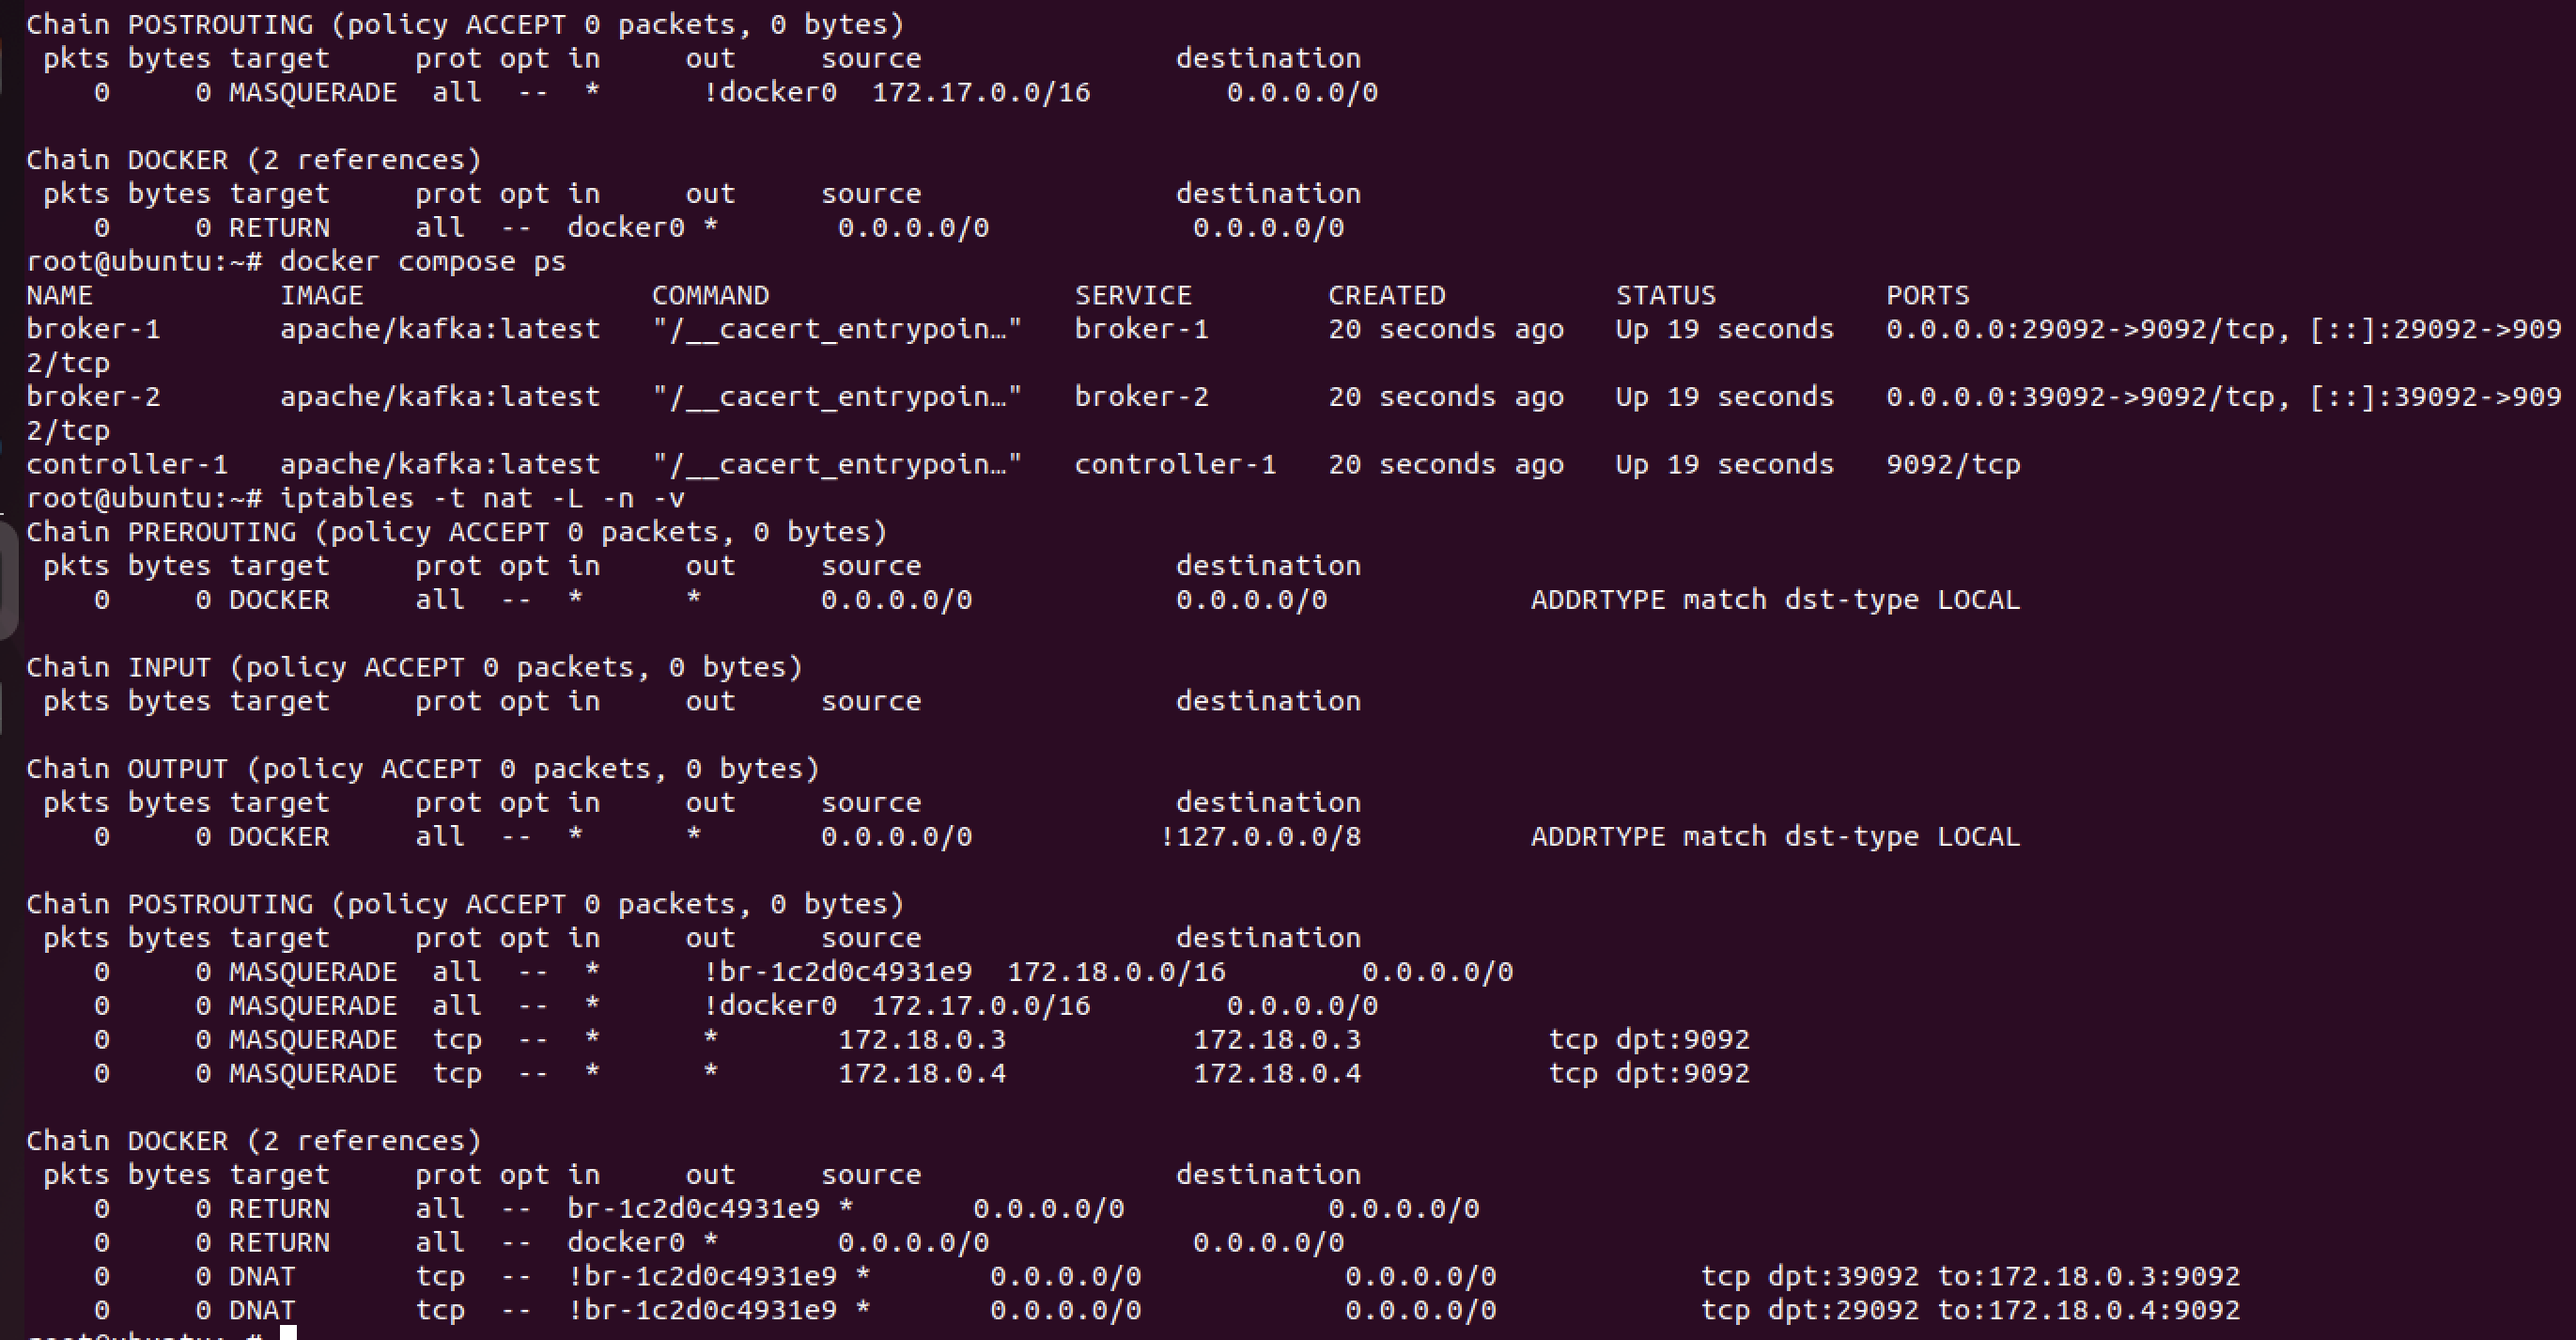 Chain POSTROUTING (policy ACCEPT 0 packets, 0 bytes)
 pkts bytes target     prot opt in     out     source               destination
    0     0 MASQUERADE  all  --  *      !docker0  172.17.0.0/16        0.0.0.0/0

Chain DOCKER (2 references)
 pkts bytes target     prot opt in     out     source               destination
    0     0 RETURN     all  --  docker0 *       0.0.0.0/0            0.0.0.0/0
root@ubuntu:~# docker compose ps
NAME           IMAGE                 COMMAND                  SERVICE        CREATED          STATUS          PORTS
broker-1       apache/kafka:latest   "/__cacert_entrypoin…"   broker-1       20 seconds ago   Up 19 seconds   0.0.0.0:29092->9092/tcp, [::]:29092->909
2/tcp
broker-2       apache/kafka:latest   "/__cacert_entrypoin…"   broker-2       20 seconds ago   Up 19 seconds   0.0.0.0:39092->9092/tcp, [::]:39092->909
2/tcp
controller-1   apache/kafka:latest   "/__cacert_entrypoin…"   controller-1   20 seconds ago   Up 19 seconds   9092/tcp
root@ubuntu:~# iptables -t nat -L -n -v
Chain PREROUTING (policy ACCEPT 0 packets, 0 bytes)
 pkts bytes target     prot opt in     out     source               destination
    0     0 DOCKER     all  --  *      *       0.0.0.0/0            0.0.0.0/0            ADDRTYPE match dst-type LOCAL

Chain INPUT (policy ACCEPT 0 packets, 0 bytes)
 pkts bytes target     prot opt in     out     source               destination

Chain OUTPUT (policy ACCEPT 0 packets, 0 bytes)
 pkts bytes target     prot opt in     out     source               destination
    0     0 DOCKER     all  --  *      *       0.0.0.0/0           !127.0.0.0/8          ADDRTYPE match dst-type LOCAL

Chain POSTROUTING (policy ACCEPT 0 packets, 0 bytes)
 pkts bytes target     prot opt in     out     source               destination
    0     0 MASQUERADE  all  --  *      !br-1c2d0c4931e9  172.18.0.0/16        0.0.0.0/0
    0     0 MASQUERADE  all  --  *      !docker0  172.17.0.0/16        0.0.0.0/0
    0     0 MASQUERADE  tcp  --  *      *       172.18.0.3           172.18.0.3           tcp dpt:9092
    0     0 MASQUERADE  tcp  --  *      *       172.18.0.4           172.18.0.4           tcp dpt:9092

Chain DOCKER (2 references)
 pkts bytes target     prot opt in     out     source               destination
    0     0 RETURN     all  --  br-1c2d0c4931e9 *       0.0.0.0/0            0.0.0.0/0
    0     0 RETURN     all  --  docker0 *       0.0.0.0/0            0.0.0.0/0
    0     0 DNAT       tcp  --  !br-1c2d0c4931e9 *       0.0.0.0/0            0.0.0.0/0            tcp dpt:39092 to:172.18.0.3:9092
    0     0 DNAT       tcp  --  !br-1c2d0c4931e9 *       0.0.0.0/0            0.0.0.0/0            tcp dpt:29092 to:172.18.0.4:9092